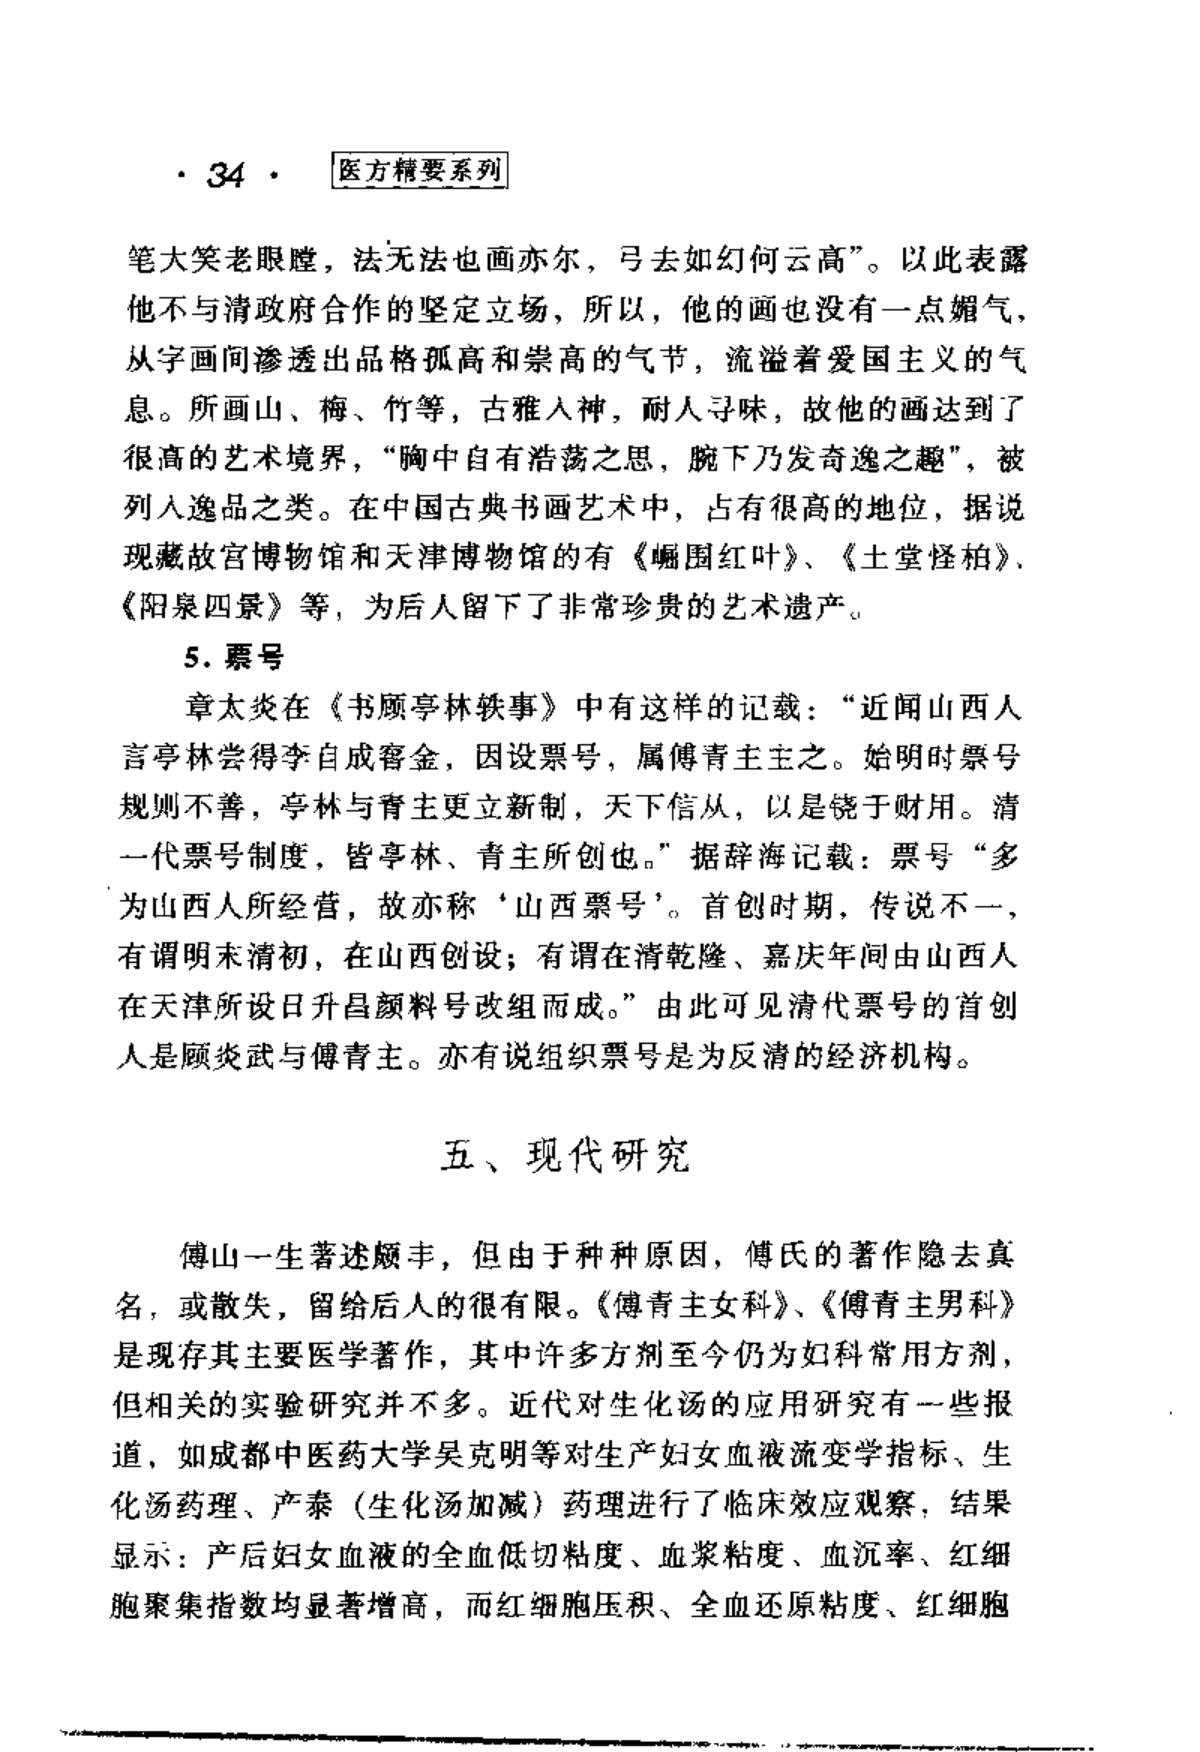 · 34 · 医方精要系列
笔大笑老眼瞠，法无法也画亦尔，弓去如幻何云高”。以此表露
他不与清政府合作的坚定立场，所以，他的画也没有一点媚气，
从字画间渗透出品格孤高和崇高的气节，流溢着爱国主义的气
息。所画山、梅、竹等，古雅入神，耐人寻味，故他的画达到了
很高的艺术境界，“胸中自有浩荡之思，腕下乃发奇逸之趣”，被
列入逸品之类。在中国古典书画艺术中，占有很高的地位，据说
现藏故宫博物馆和天津博物馆的有《崛围红叶》、《土堂怪柏》、
《阳泉四景》等，为后人留下了非常珍贵的艺术遗产。
5. 票号
章太炎在《书顾亭林轶事》中有这样的记载：“近闻山西人
言亭林尝得李自成窖金，因设票号，属傅青主主之。始明时票号
规则不善，亭林与青主更立新制，天下信从，以是饶于财用。清
一代票号制度，皆亭林、青主所创也。”据辞海记载：票号“多
为山西人所经营，故亦称‘山西票号’。首创时期，传说不一，
有谓明末清初，在山西创设；有谓在清乾隆、嘉庆年间由山西人
在天津所设日升昌颜料号改组而成。”由此可见清代票号的首创
人是顾炎武与傅青主。亦有说组织票号是为反清的经济机构。
五、现代研究
傅山一生著述颇丰，但由于种种原因，傅氏的著作隐去真
名，或散失，留给后人的很有限。《傅青主女科》、《傅青主男科》
是现存其主要医学著作，其中许多方剂至今仍为妇科常用方剂，
但相关的实验研究并不多。近代对生化汤的应用研究有一些报
道，如成都中医药大学吴克明等对生产妇女血液流变学指标、生
化汤药理、产泰（生化汤加减）药理进行了临床效应观察，结果
显示：产后妇女血液的全血低切粘度、血浆粘度、血沉率、红细
胞聚集指数均显著增高，而红细胞压积、全血还原粘度、红细胞